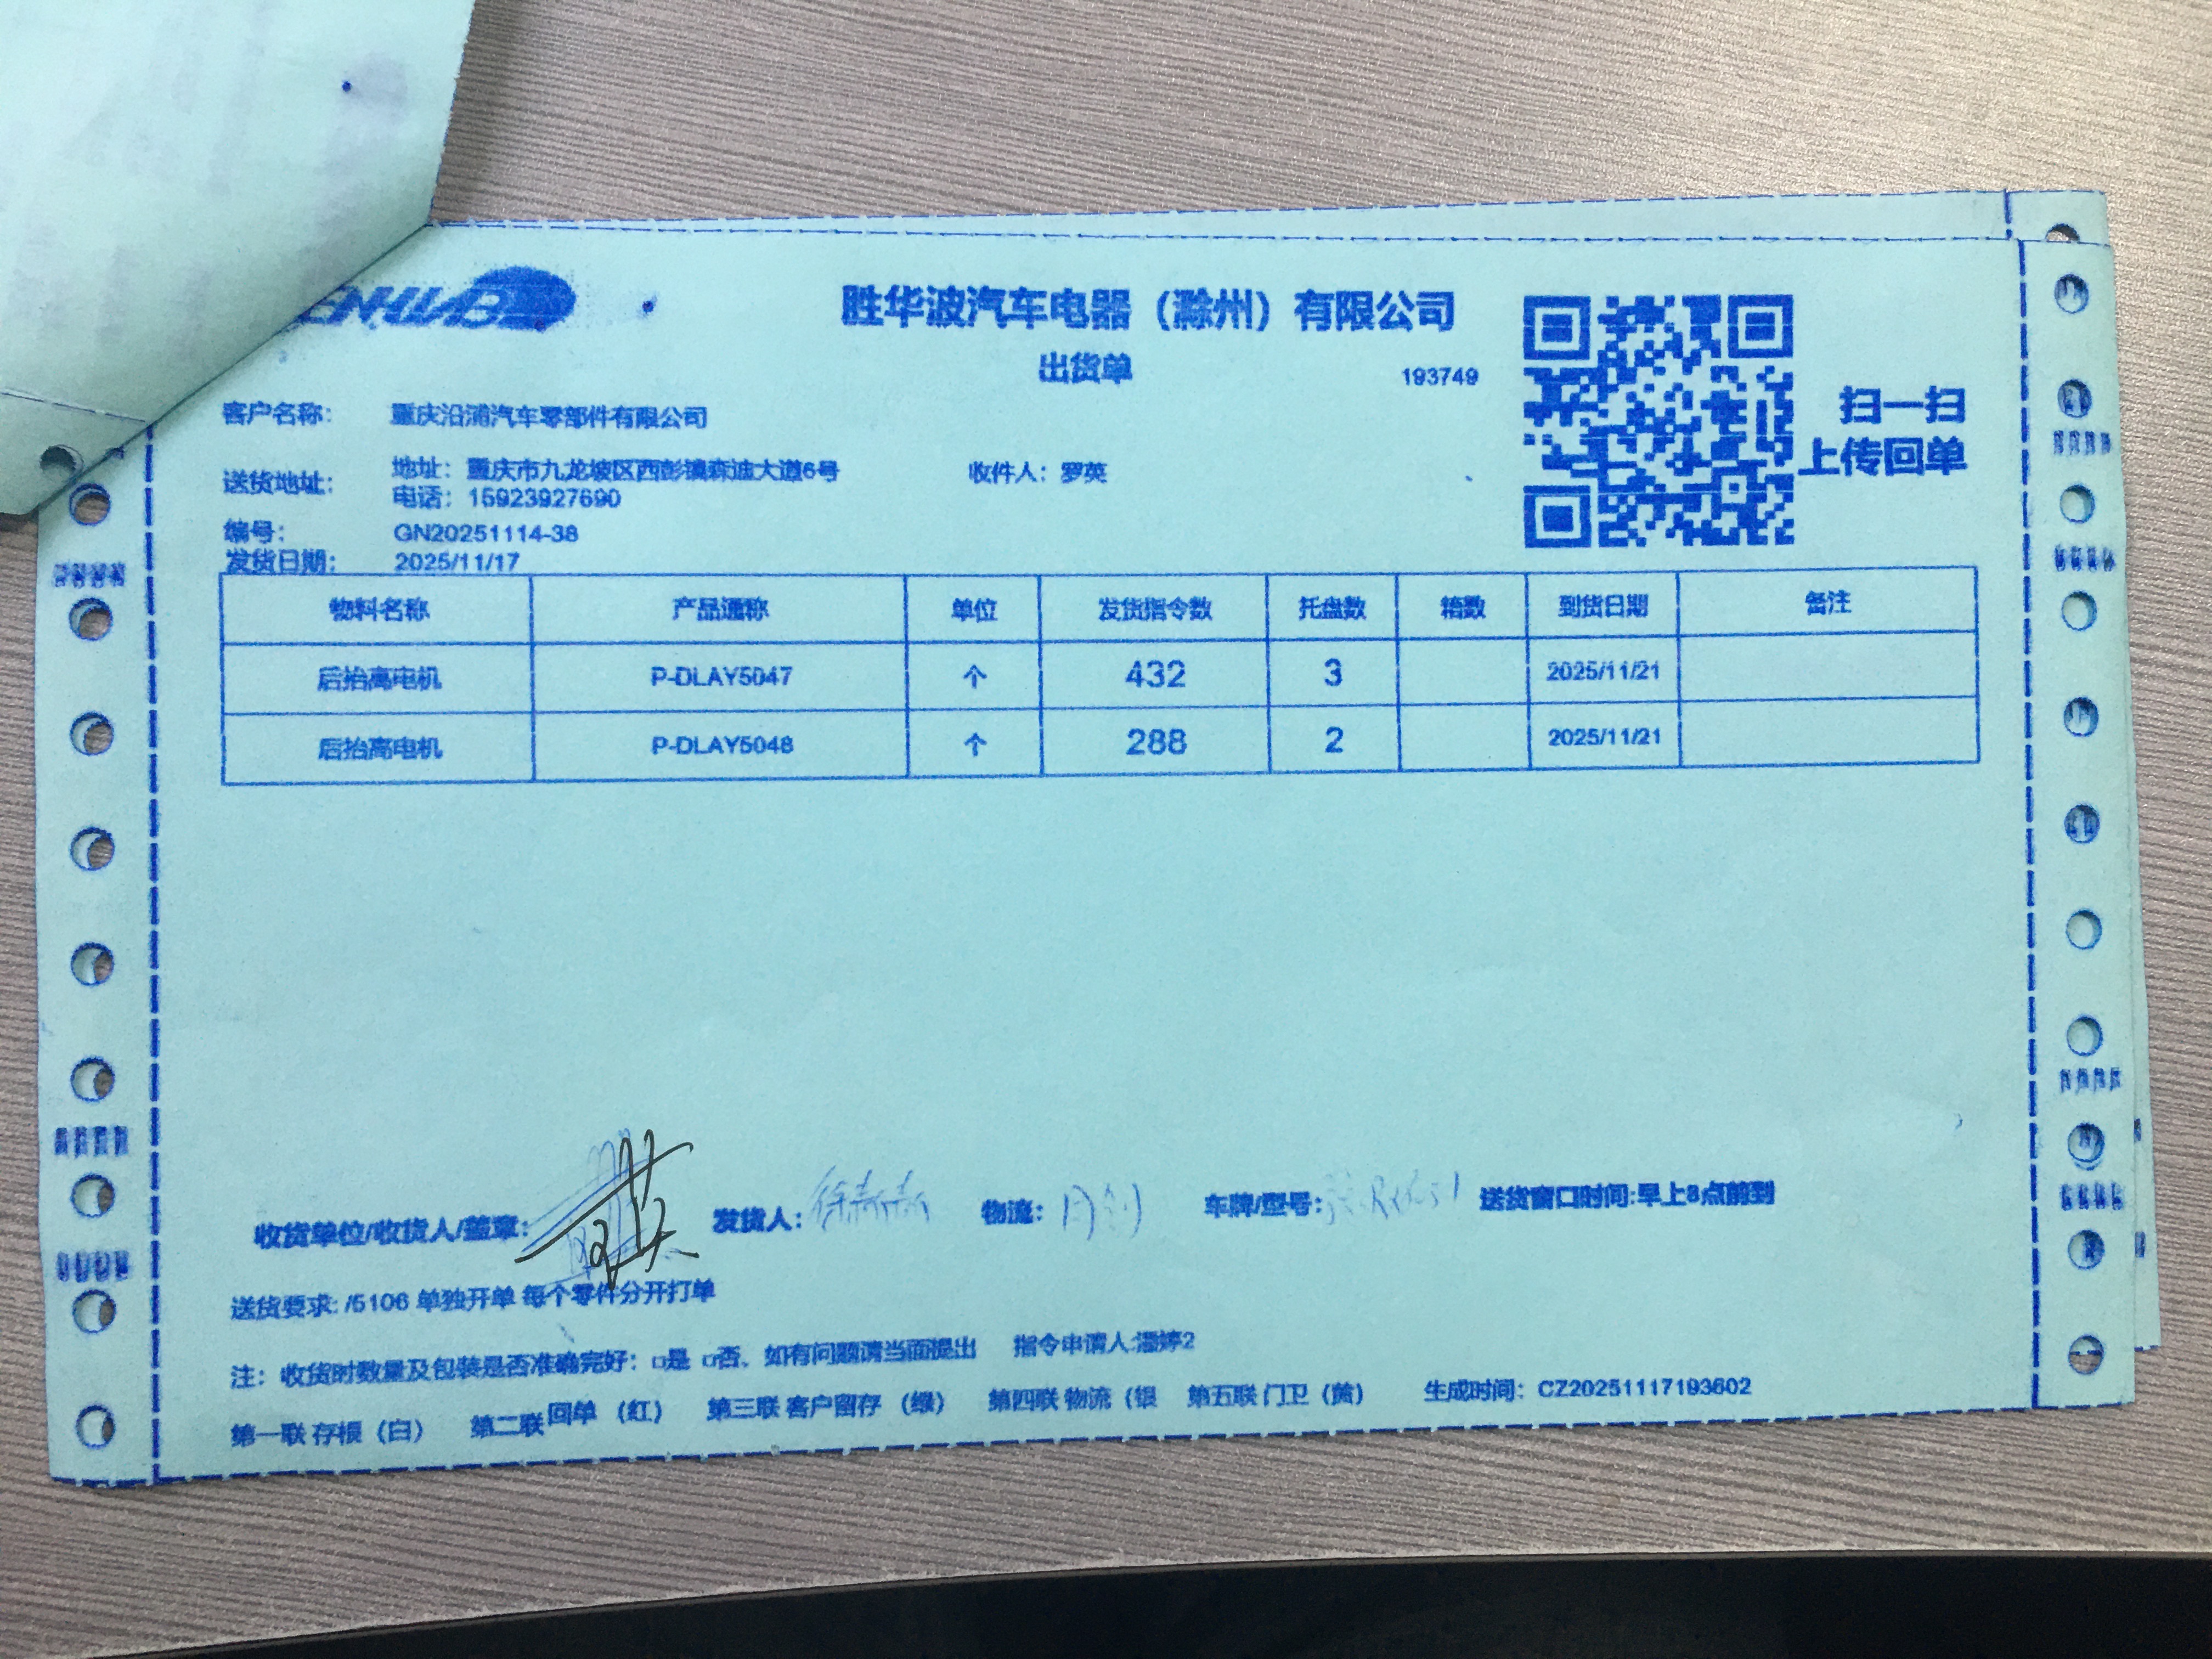 胜华波汽车电器（滁州）有限公司
出货单
193749
扫一扫
上传回单
客户名称： 重庆沿浦汽车零部件有限公司
送货地址： 地址：重庆市九龙坡区西彭镇森迪大道6号 收件人：罗英
电话：15923927690
编号： GN20251114-38
发货日期： 2025/11/17
物料名称 产品通称 单位 发货指令数 托盘数 箱数 到货日期 备注
后抬高电机 P-DLAY5047 个 432 3 2025/11/21
后抬高电机 P-DLAY5048 个 288 2 2025/11/21
收货单位/收货人/盖章： 发货人： 物流： 车牌/型号： 送货窗口时间:早上8点前到
送货要求: /5106 单独开单 每个零件分开打单
注：收货时数量及包装是否准确完好：□是 □否、如有问题请当面提出 指令申请人:潘婷2
第一联 存根（白） 第二联 回单 （红） 第三联 客户留存 （绿） 第四联 物流（银 第五联 门卫（黄） 生成时间：CZ20251117193602